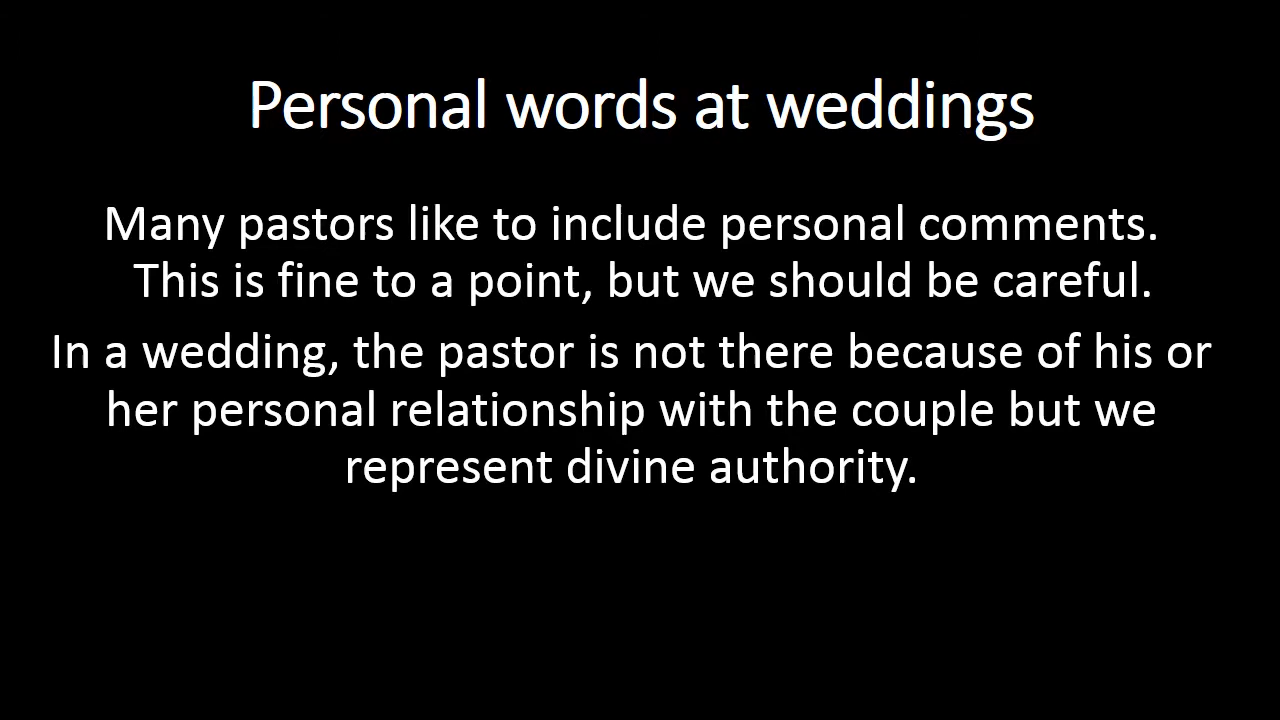 Personal words at weddings
Many pastors like to include personal comments.
This is fine to a point, but we should be careful.
In a wedding, the pastor is not there because of his or
her personal relationship with the couple but we
represent divine authority.